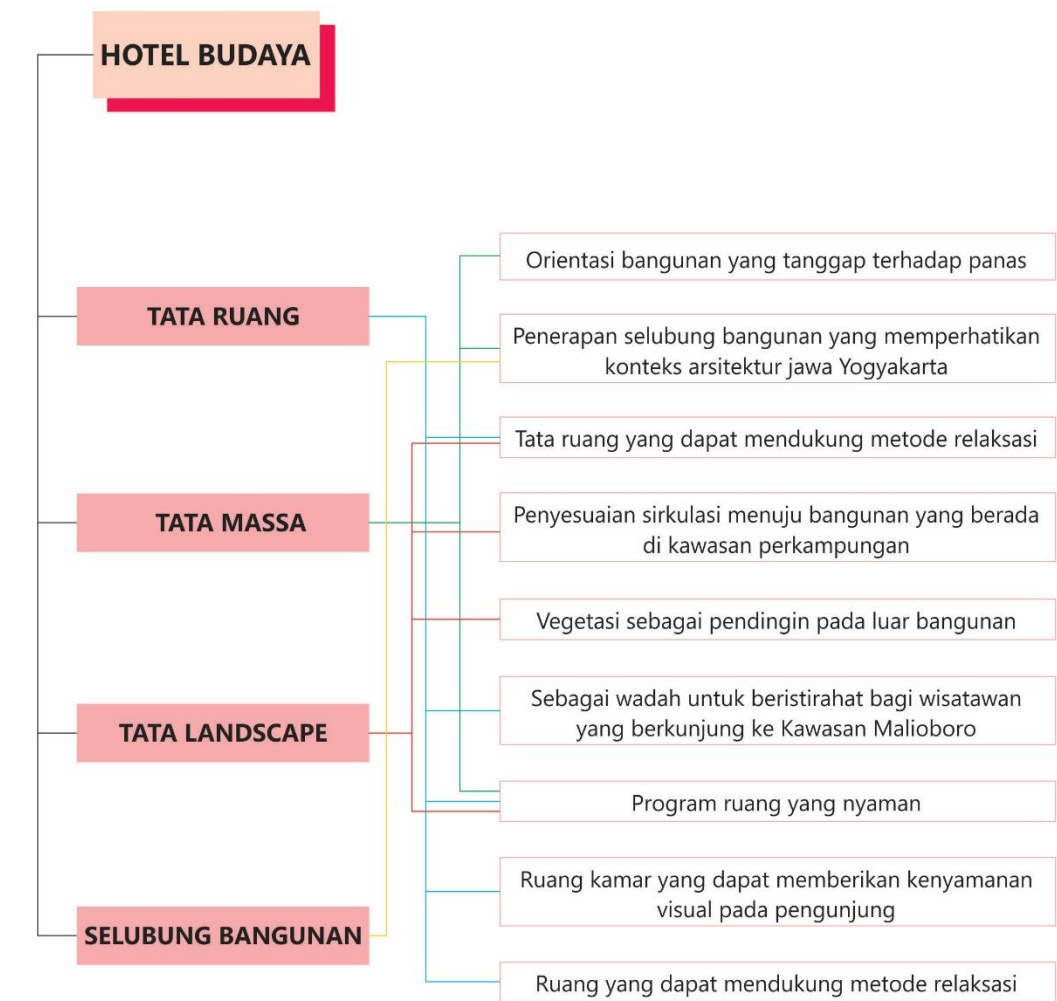 HOTEL BUDAYA
TATA RUANG
TATA MASSA
TATA LANDSCAPE
SELUBUNG BANGUNAN
Orientasi bangunan yang tanggap terhadap panas
Penerapan selubung bangunan yang memperhatikan
konteks arsitektur jawa Yogyakarta
Tata ruang yang dapat mendukung metode relaksasi
Penyesuaian sirkulasi menuju bangunan yang berada
di kawasan perkampungan
Vegetasi sebagai pendingin pada luar bangunan
Sebagai wadah untuk beristirahat bagi wisatawan
yang berkunjung ke Kawasan Malioboro
Program ruang yang nyaman
Ruang kamar yang dapat memberikan kenyamanan
visual pada pengunjung
Ruang yang dapat mendukung metode relaksasi